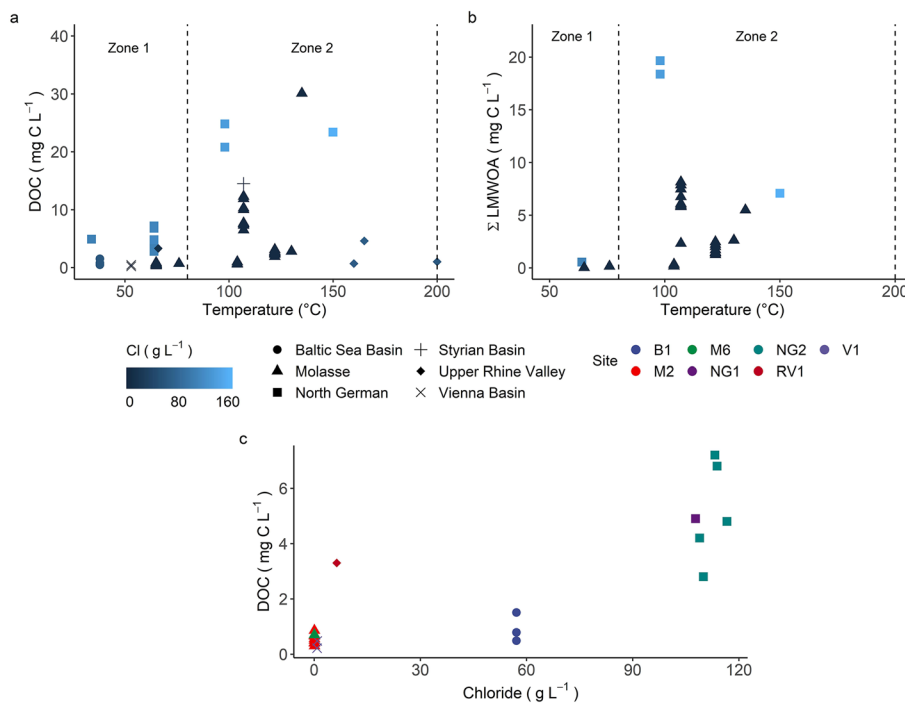 a
Zone 1
Zone 2
DOC ( mg C L⁻¹ )
40
30
20
10
0
50
100
150
200
Temperature (°C)
b
Zone 1
Zone 2
Σ LMWOA ( mg C L⁻¹ )
20
15
10
5
0
50
100
150
200
Temperature (°C)
Cl ( g L⁻¹ )
0 80 160
Baltic Sea Basin
Molasse
North German
Styrian Basin
Upper Rhine Valley
Vienna Basin
Site
B1
M2
M6
NG1
NG2
RV1
V1
c
DOC ( mg C L⁻¹ )
6
4
2
0
0
30
60
90
120
Chloride ( g L⁻¹ )